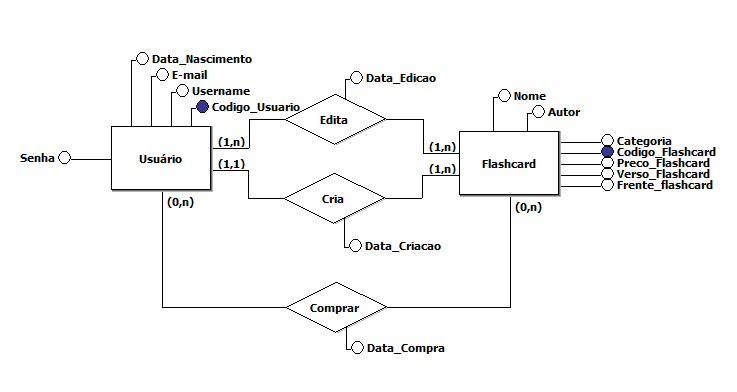 Data_Nascimento
E-mail
Username
Codigo_Usuario
Senha
Usuário
(1,n)
(1,1)
(0,n)
Data_Edicao
Edita
Cria
Data_Criacao
Comprar
Data_Compra
(1,n)
(1,n)
(0,n)
Nome
Autor
Flashcard
Categoria
Codigo_Flashcard
Preco_Flashcard
Verso_Flashcard
Frente_flashcard